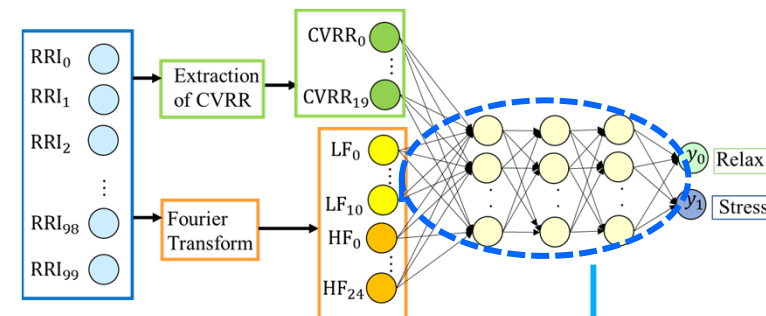 RRI0
RRI1
RRI2
⋮
RRI98
RRI99
Extraction
of CVRR
Fourier
Transform
CVRR0
⋮
CVRR19
LF0
⋮
LF10
HF0
⋮
HF24
y0
Relax
y1
Stress